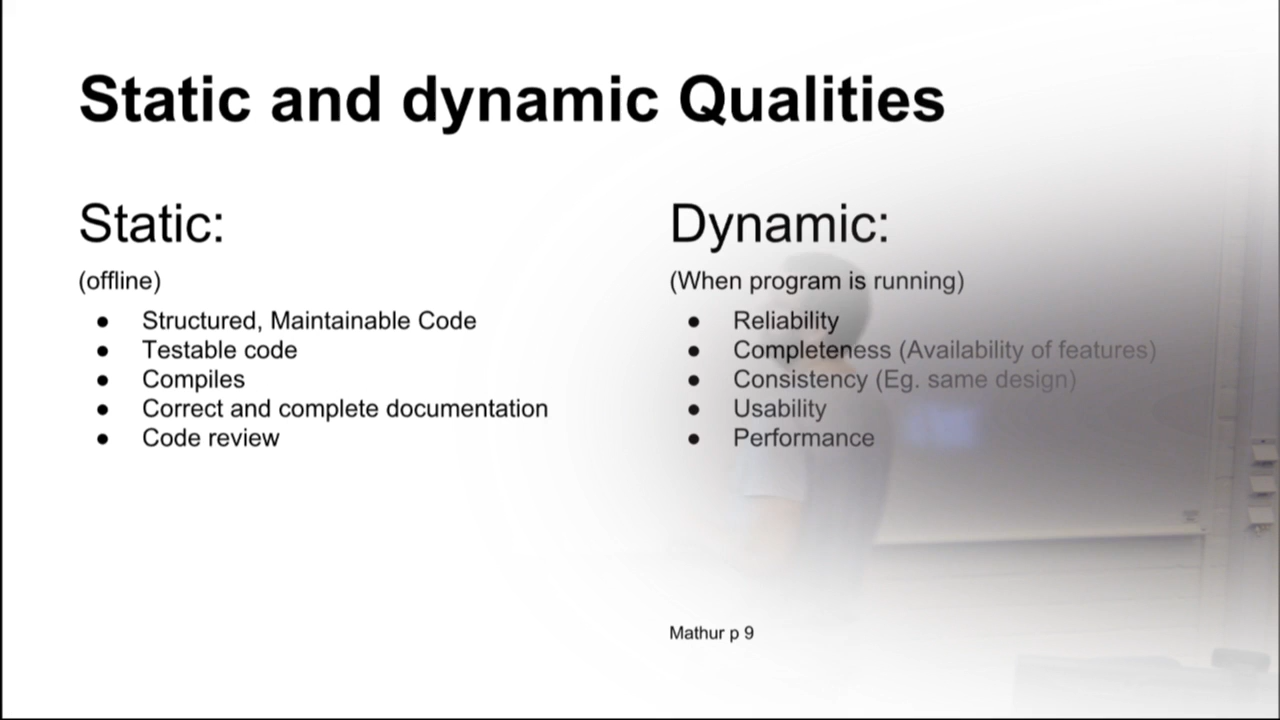 Static and dynamic Qualities
Static:
(offline)
● Structured, Maintainable Code
● Testable code
● Compiles
● Correct and complete documentation
● Code review
Dynamic:
(When program is running)
● Reliability
● Completeness (Availability of features)
● Consistency (Eg. same design)
● Usability
● Performance
Mathur p 9